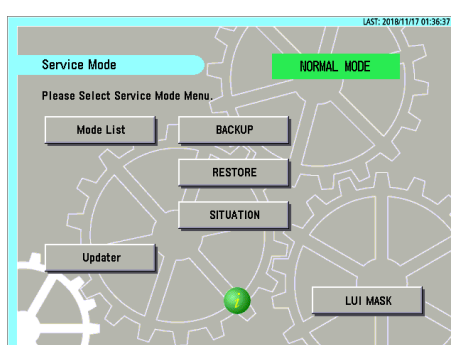 LAST: 2018/11/17 01:36:37
Service Mode
NORMAL MODE
Please Select Service Mode Menu.
Mode List
BACKUP
RESTORE
SITUATION
Updater
i
LUI MASK